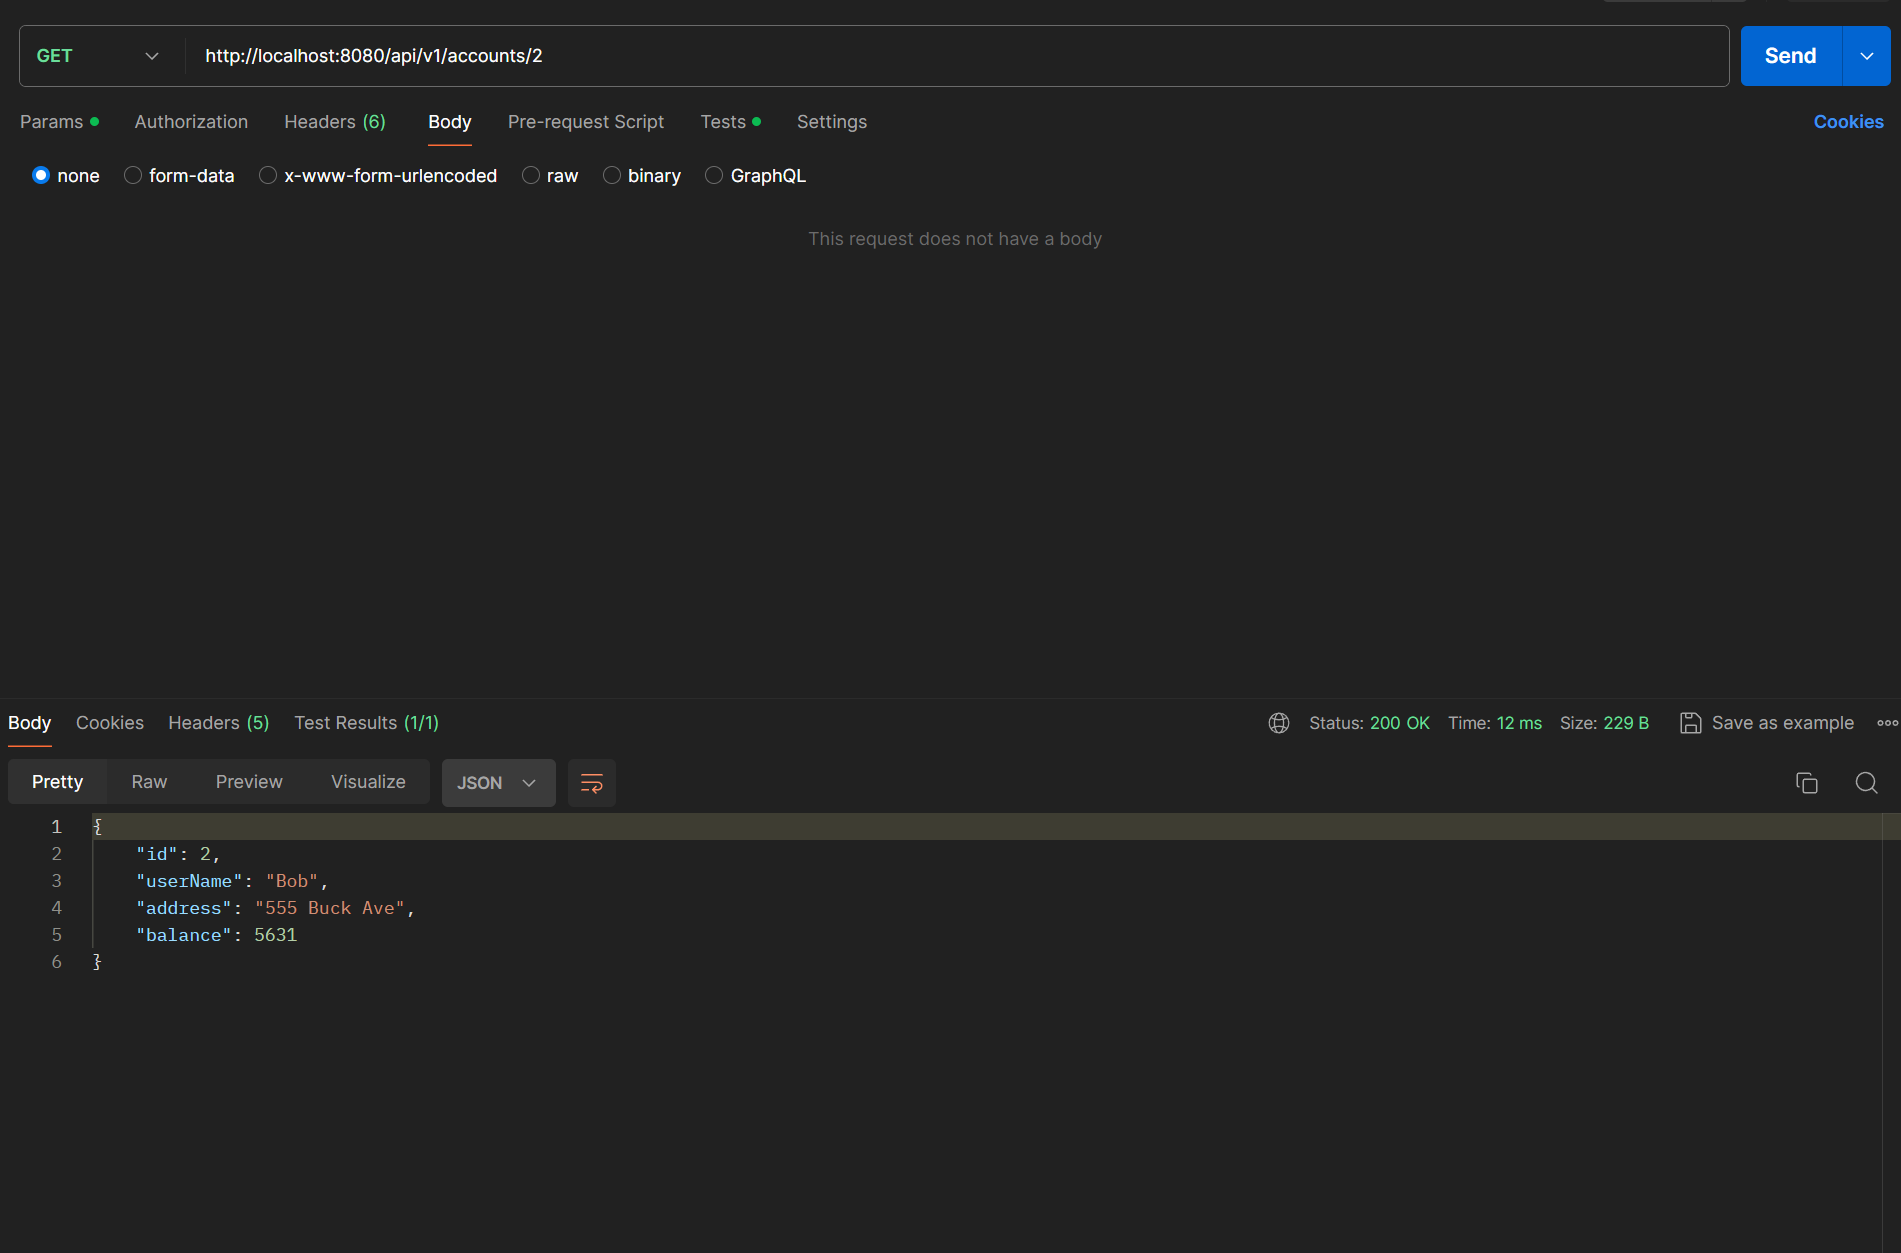 GET http://localhost:8080/api/v1/accounts/2 Send
Params Authorization Headers (6) Body Pre-request Script Tests Settings Cookies
none form-data x-www-form-urlencoded raw binary GraphQL
This request does not have a body
Body Cookies Headers (5) Test Results (1/1) Status: 200 OK Time: 12 ms Size: 229 B Save as example
Pretty Raw Preview Visualize JSON
1 {
2 "id": 2,
3 "userName": "Bob",
4 "address": "555 Buck Ave",
5 "balance": 5631
6 }